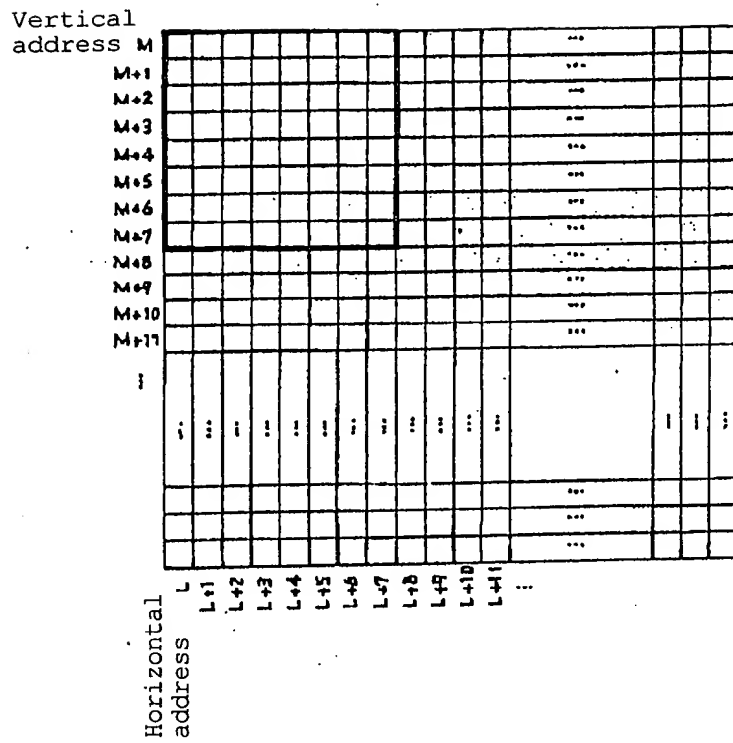 Vertical
address
M
M+1
M+2
M+3
M+4
M+5
M+6
M+7
M+8
M+9
M+10
M+11
...
L
L+1
L+2
L+3
L+4
L+5
L+6
L+7
L+8
L+9
L+10
L+11
...
Horizontal
address